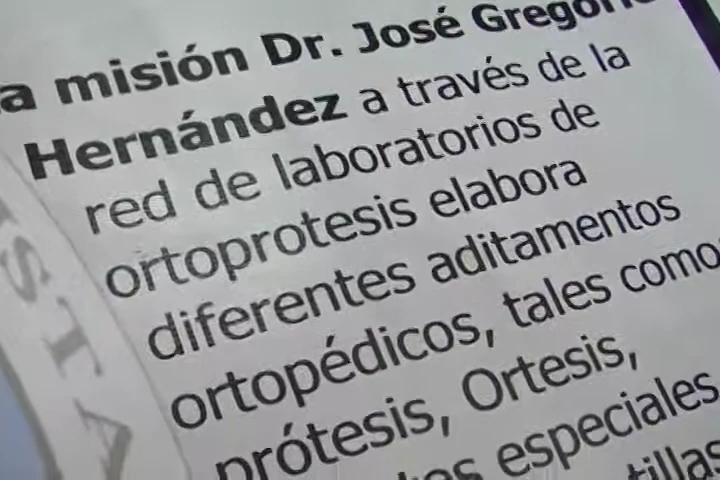 misión Dr. José
Hernández a través de la
red de laboratorios de
ortoprotesis elabora
diferentes aditamentos
ortopédicos, tales como
prótesis, Ortesis,
especiales